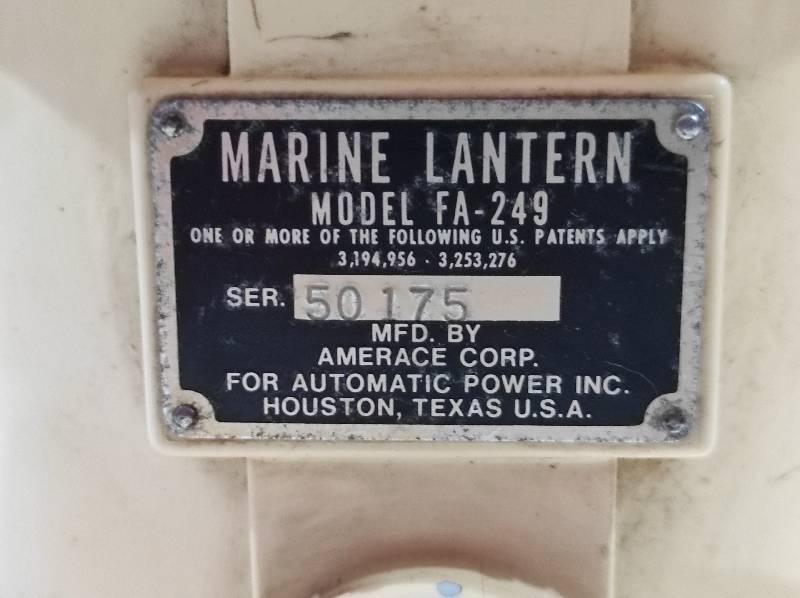 MARINE LANTERN
MODEL FA-249
ONE OR MORE OF THE FOLLOWING U.S. PATENTS APPLY
3,194,956 · 3,253,276
SER. 50175
MFD. BY
AMERACE CORP.
FOR AUTOMATIC POWER INC.
HOUSTON, TEXAS U.S.A.